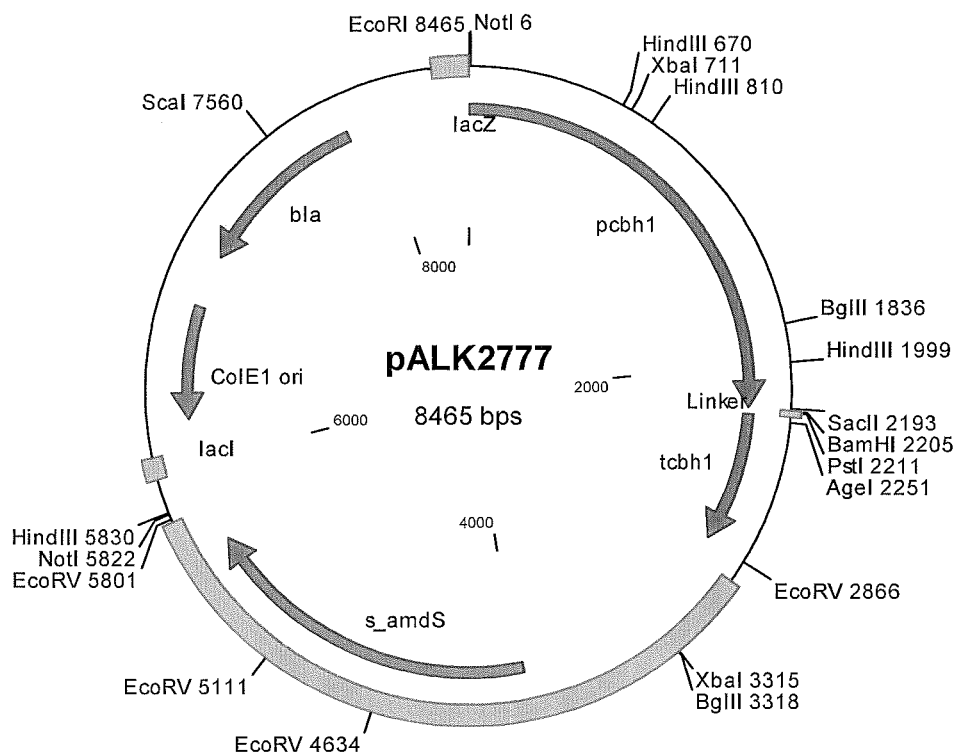 EcoRI 8465
NotI 6
HindIII 670
XbaI 711
HindIII 810
ScaI 7560
lacZ
bla
pcbh1
8000
BglII 1836
HindIII 1999
pALK2777
8465 bps
ColE1 ori
2000
Linker
SacII 2193
BamHI 2205
PstI 2211
AgeI 2251
6000
lacI
tcbh1
4000
HindIII 5830
NotI 5822
EcoRV 5801
EcoRV 2866
s_amdS
EcoRV 5111
XbaI 3315
BglII 3318
EcoRV 4634